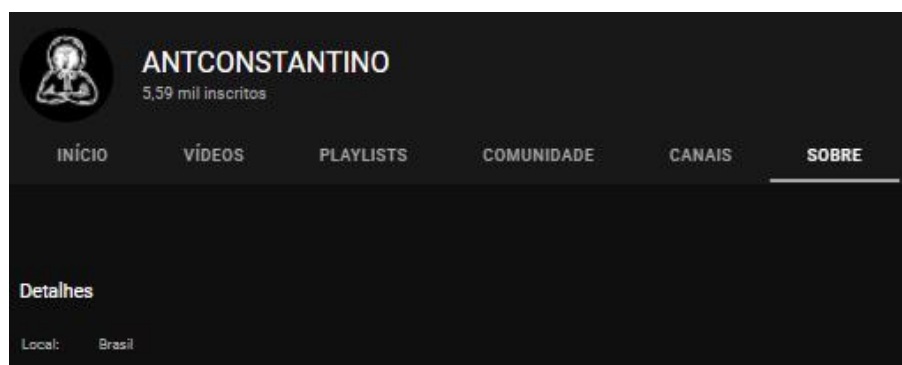 ANTCONSTANTINO
5,59 mil inscritos
INÍCIO VÍDEOS PLAYLISTS COMUNIDADE CANAIS SOBRE
Detalhes
Local: Brasil